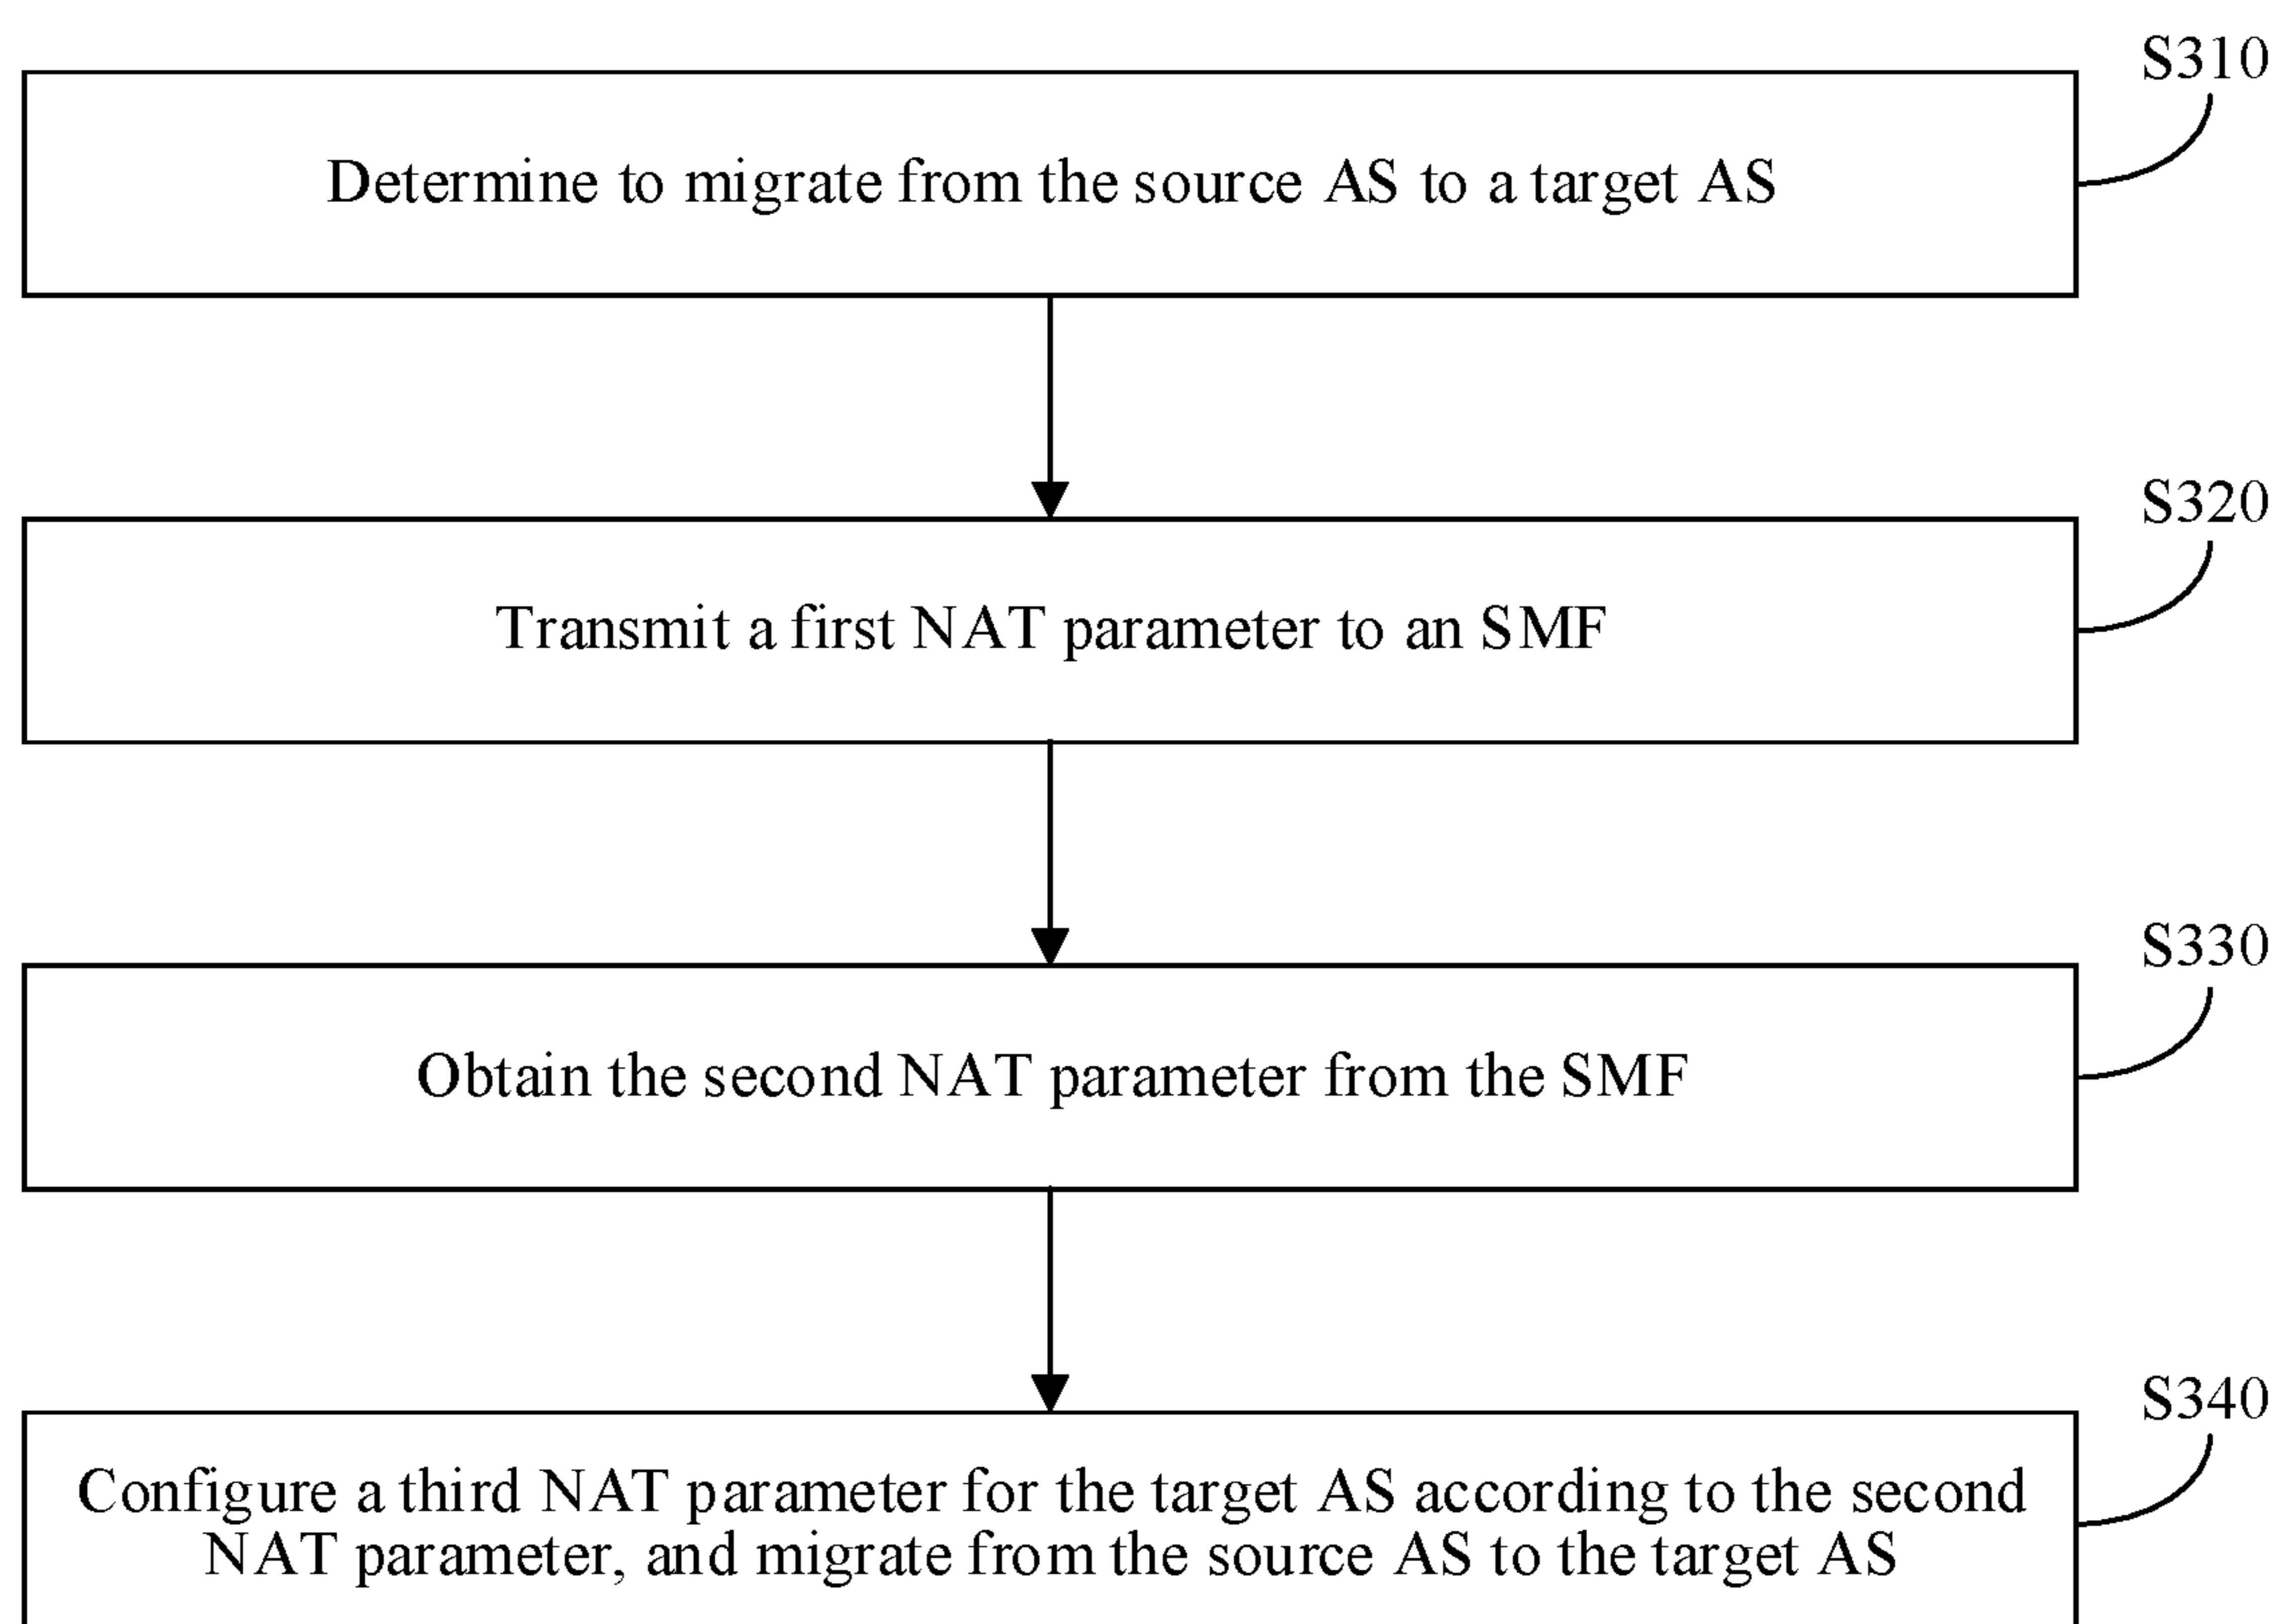 S310
Determine to migrate from the source AS to a target AS
S320
Transmit a first NAT parameter to an SMF
S330
Obtain the second NAT parameter from the SMF
S340
Configure a third NAT parameter for the target AS according to the second
NAT parameter, and migrate from the source AS to the target AS